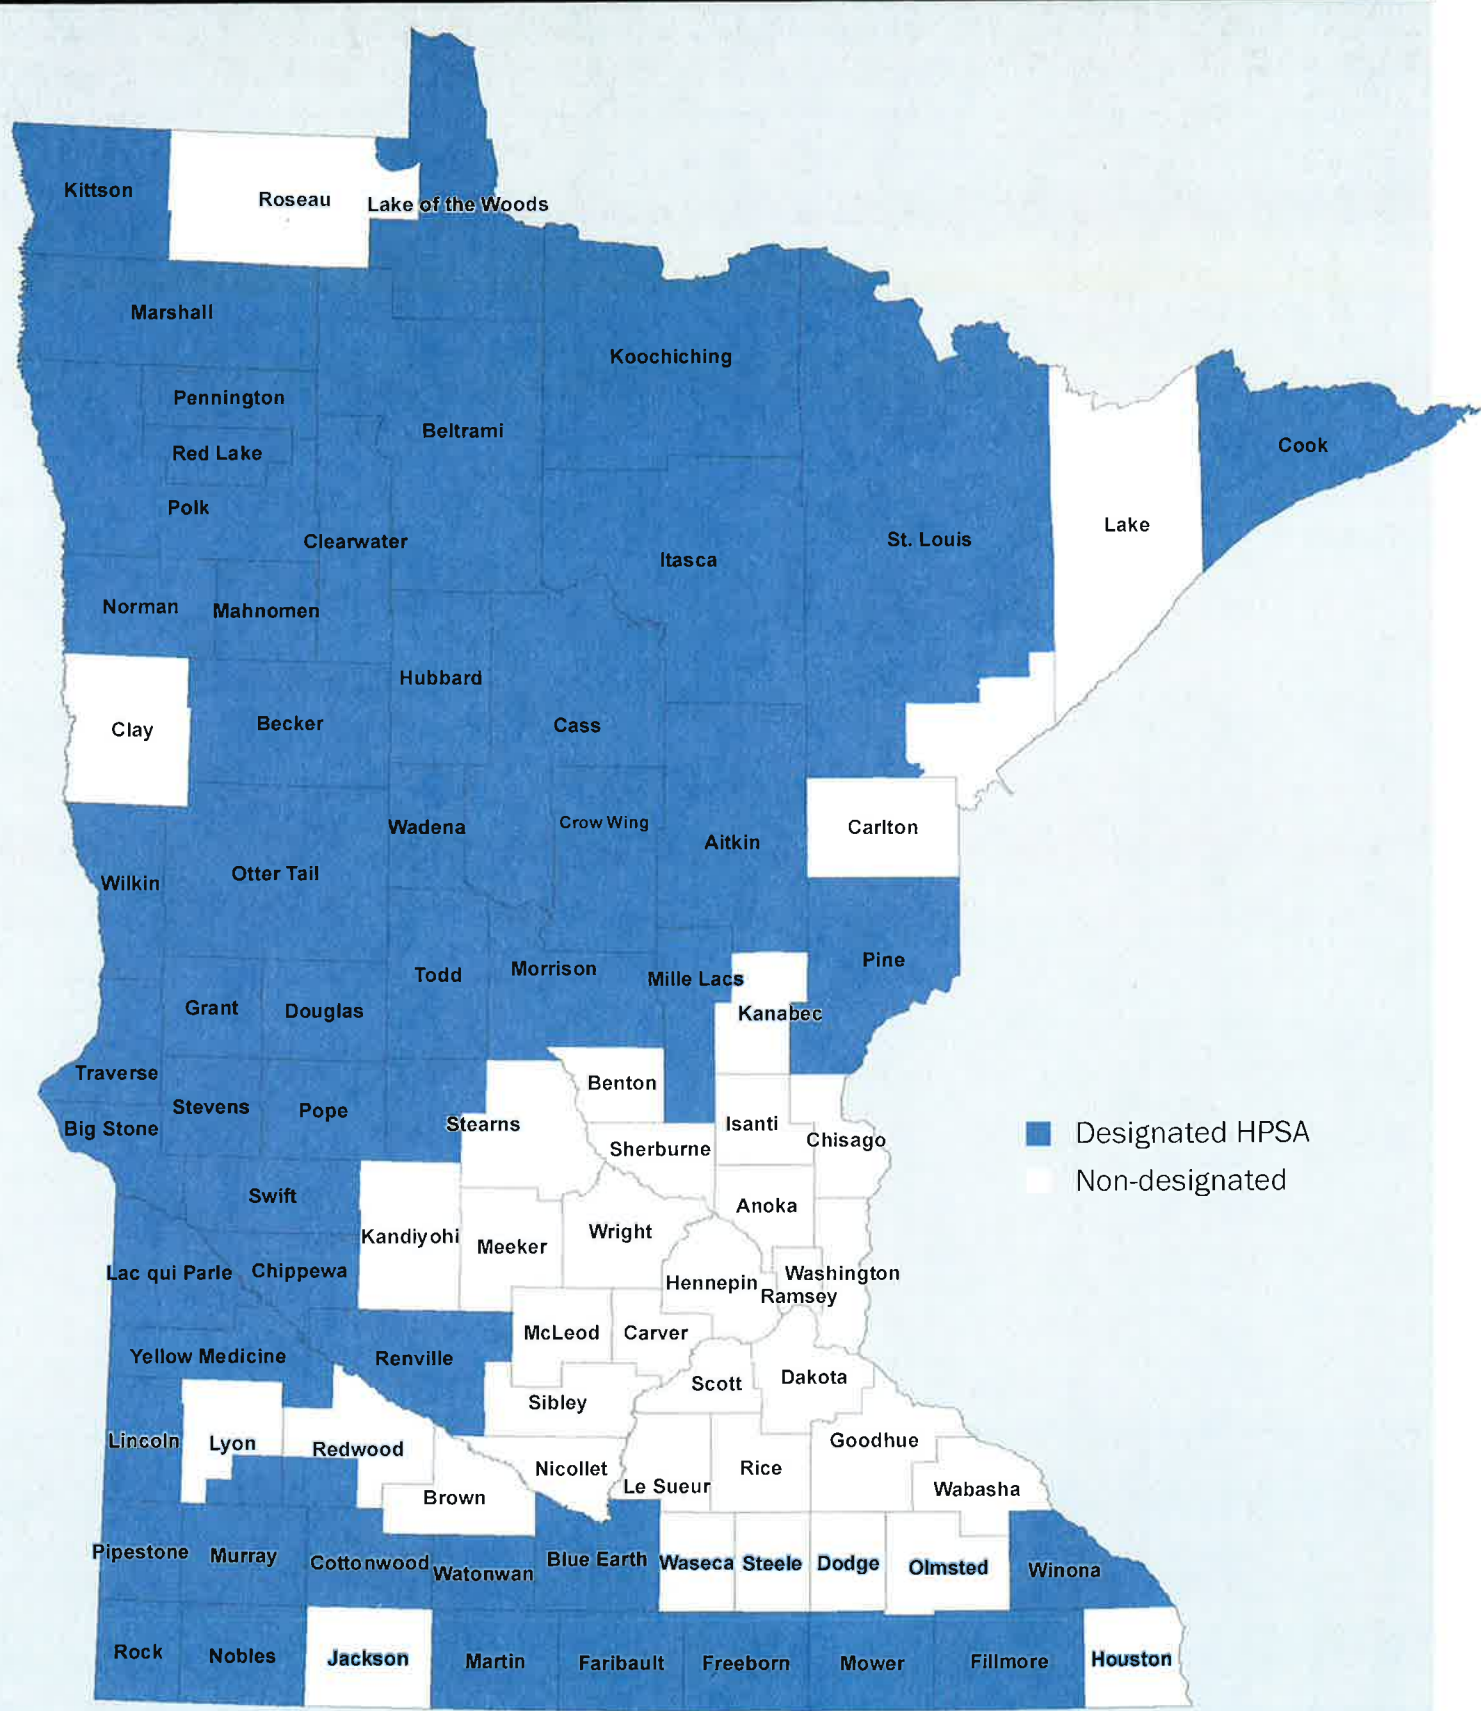 Kittson
Roseau
Lake of the Woods
Marshall
Koochiching
Pennington
Beltrami
Cook
Red Lake
Polk
Lake
Clearwater
St. Louis
Itasca
Norman
Mahnomen
Hubbard
Clay
Becker
Cass
Wadena
Crow Wing
Carlton
Aitkin
Otter Tail
Wilkin
Pine
Todd
Morrison
Mille Lacs
Grant
Douglas
Kanabec
Traverse
Benton
Stevens
Pope
Stearns
Isanti
Big Stone
Chisago
Designated HPSA
Sherburne
Non-designated
Swift
Anoka
Kandiyohi
Wright
Meeker
Lac qui Parle
Chippewa
Hennepin
Washington
Ramsey
McLeod
Carver
Yellow Medicine
Renville
Scott
Dakota
Sibley
Lincoln
Lyon
Redwood
Goodhue
Nicollet
Rice
Le Sueur
Wabasha
Brown
Pipestone
Murray
Cottonwood
Watonwan
Blue Earth
Waseca
Steele
Dodge
Olmsted
Winona
Rock
Nobles
Jackson
Martin
Faribault
Freeborn
Mower
Fillmore
Houston